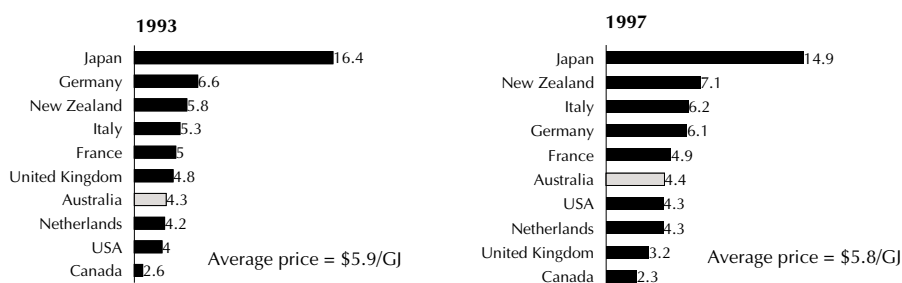 1993
Japan 16.4
Germany 6.6
New Zealand 5.8
Italy 5.3
France 5
United Kingdom 4.8
Australia 4.3
Netherlands 4.2
USA 4
Canada 2.6
Average price = $5.9/GJ
1997
Japan 14.9
New Zealand 7.1
Italy 6.2
Germany 6.1
France 4.9
Australia 4.4
USA 4.3
Netherlands 4.3
United Kingdom 3.2
Canada 2.3
Average price = $5.8/GJ